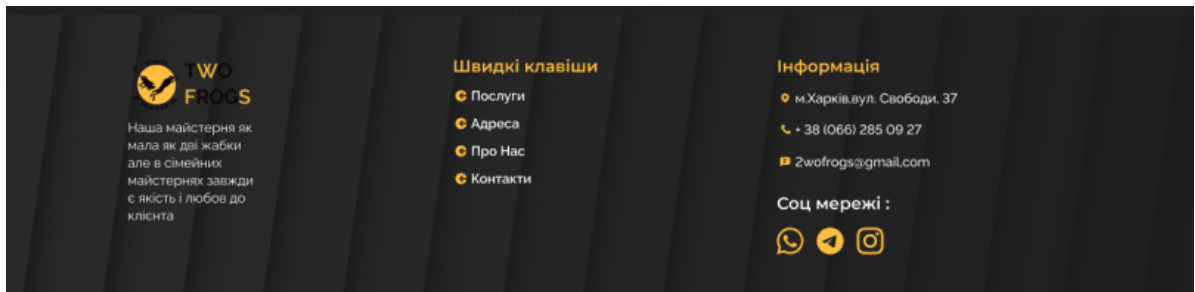 TWO
FROGS
Наша майстерня як
мала як дві жабки
але в сімейних
майстернях завжди
є якість і любов до
клієнта
Швидкі клавіши
Послуги
Адреса
Про Нас
Контакти
Інформація
м.Харків.вул. Свободи, 37
+ 38 (066) 285 09 27
2wofrogs@gmail.com
Соц мережі :